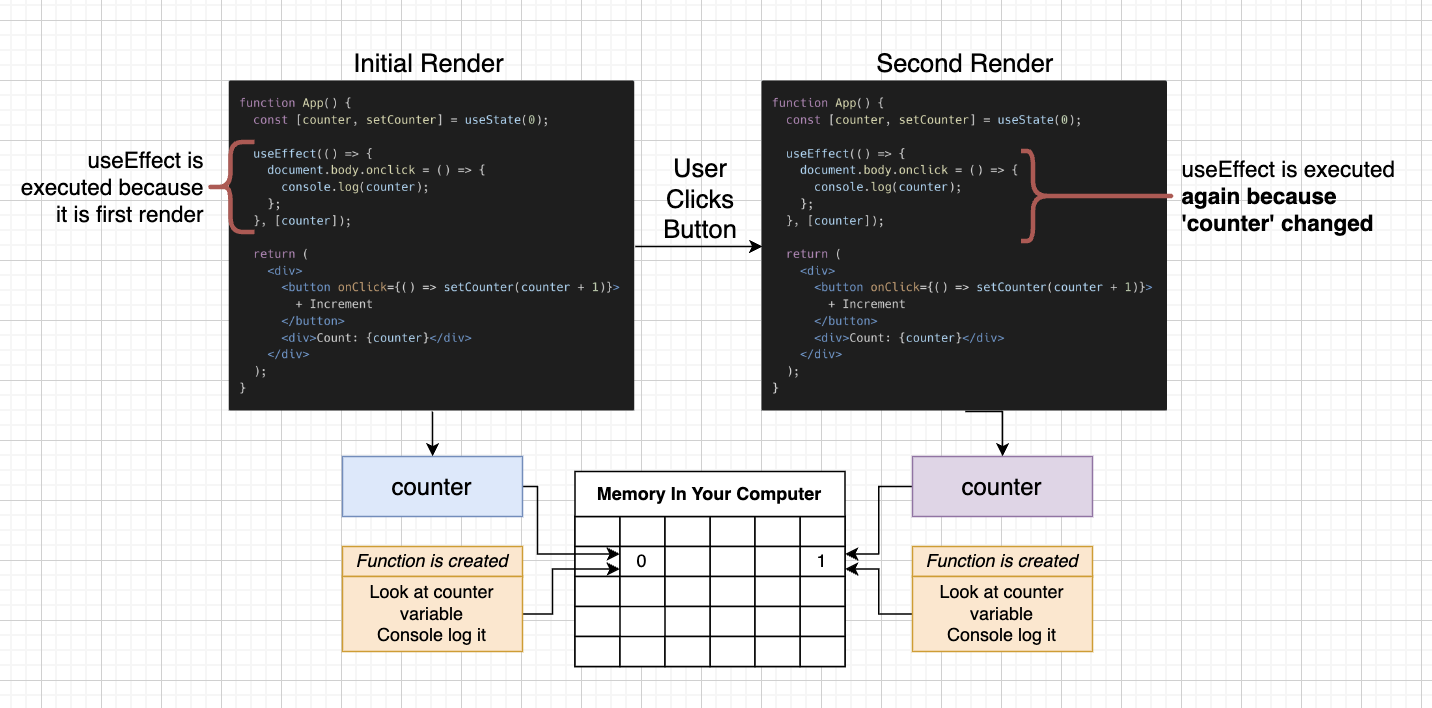 Initial Render
function App() {
const [counter, setCounter] = useState(0);
useEffect(() => {
document.body.onclick = () => {
console.log(counter);
};
}, [counter]);
return (
<div>
<button onClick={() => setCounter(counter + 1)}>
+ Increment
</button>
<div>Count: {counter}</div>
</div>
);
}
useEffect is
executed because
it is first render
User
Clicks
Button
Second Render
function App() {
const [counter, setCounter] = useState(0);
useEffect(() => {
document.body.onclick = () => {
console.log(counter);
};
}, [counter]);
return (
<div>
<button onClick={() => setCounter(counter + 1)}>
+ Increment
</button>
<div>Count: {counter}</div>
</div>
);
}
useEffect is executed
again because
'counter' changed
counter
Function is created
Look at counter
variable
Console log it
Memory In Your Computer
0 1
counter
Function is created
Look at counter
variable
Console log it